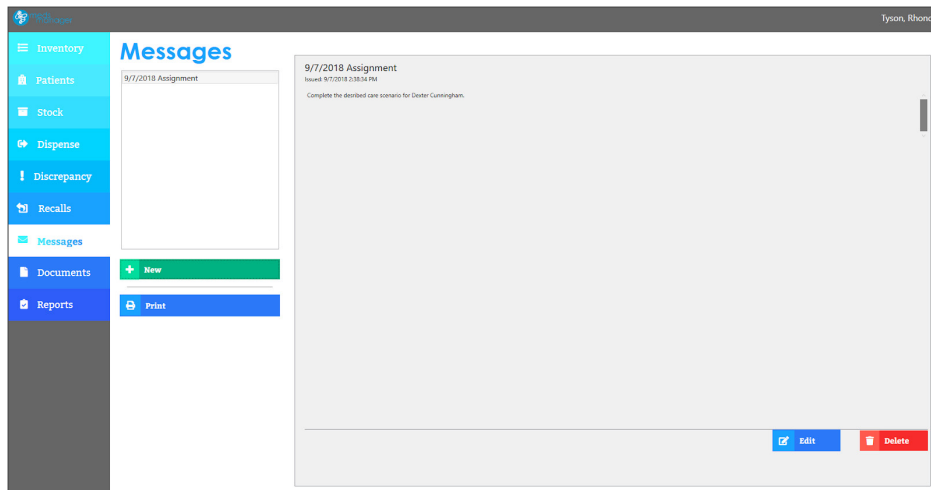 Tyson, Rhond
Inventory
Patients
Stock
Dispense
Discrepancy
Recalls
Messages
Documents
Reports
Messages
9/7/2018 Assignment
New
Print
9/7/2018 Assignment
Issued: 9/7/2018 2:38:34 PM
Complete the desribed care scenario for Dexter Cunningham.
Edit
Delete